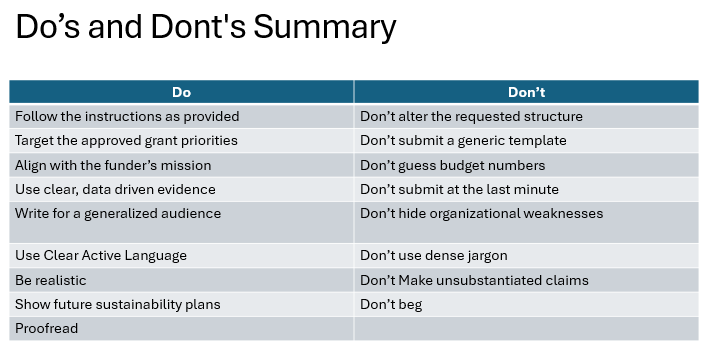 Do’s and Dont's Summary
Do Don’t
Follow the instructions as provided Don’t alter the requested structure
Target the approved grant priorities Don’t submit a generic template
Align with the funder’s mission Don’t guess budget numbers
Use clear, data driven evidence Don’t submit at the last minute
Write for a generalized audience Don’t hide organizational weaknesses
Use Clear Active Language Don’t use dense jargon
Be realistic Don’t Make unsubstantiated claims
Show future sustainability plans Don’t beg
Proofread